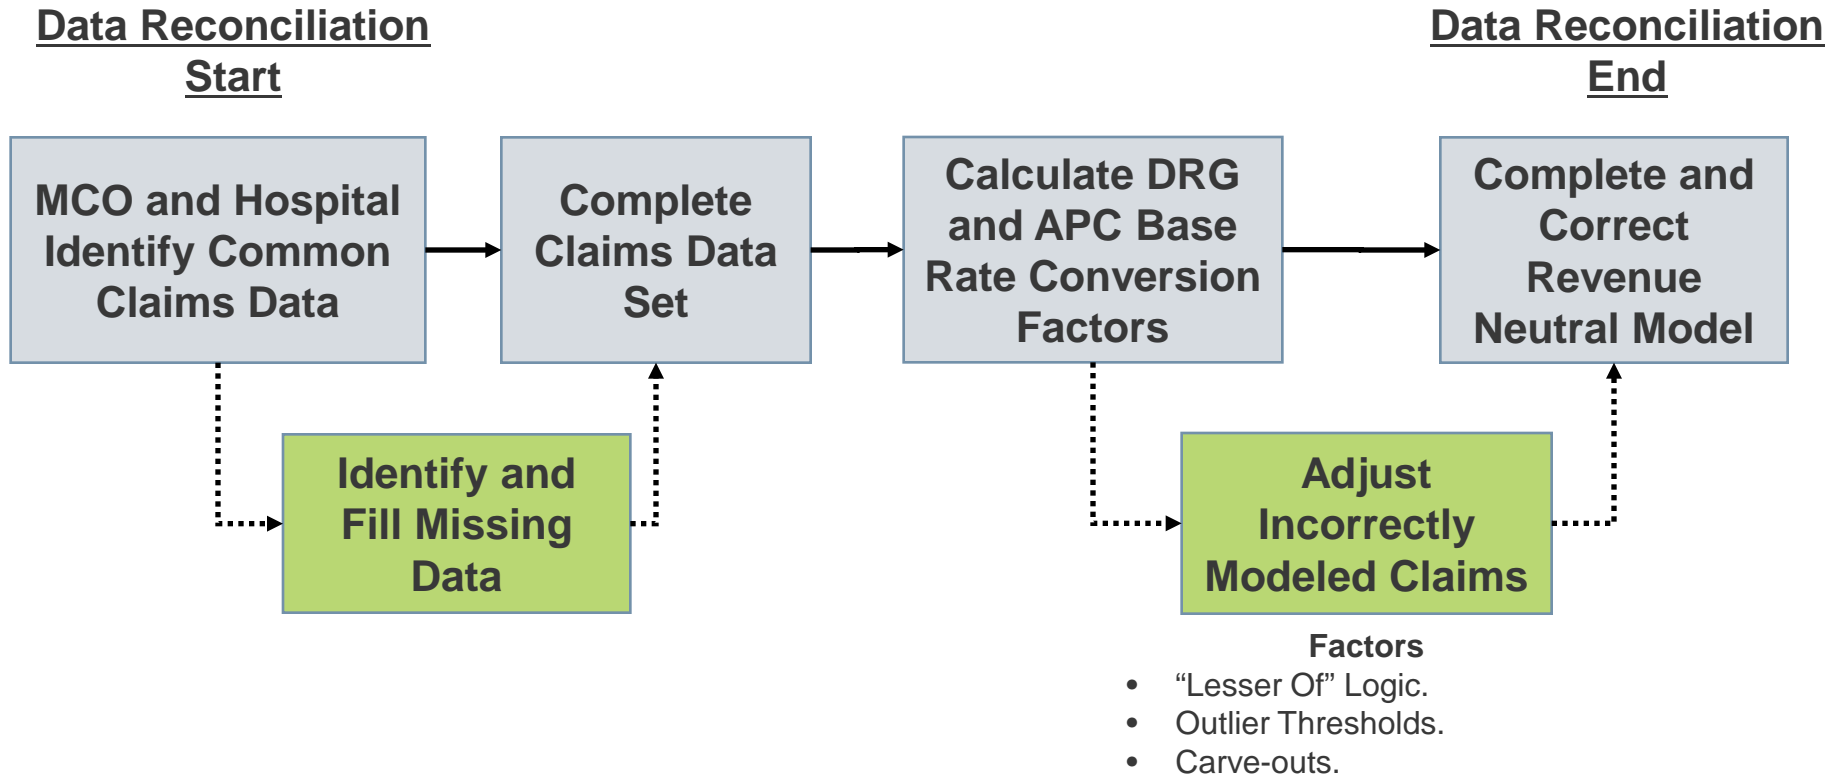 Data Reconciliation
Start
Data Reconciliation
End
MCO and Hospital
Identify Common
Claims Data
Complete
Claims Data
Set
Calculate DRG
and APC Base
Rate Conversion
Factors
Complete and
Correct
Revenue
Neutral Model
Identify and
Fill Missing
Data
Adjust
Incorrectly
Modeled Claims
Factors
• “Lesser Of” Logic.
• Outlier Thresholds.
• Carve-outs.